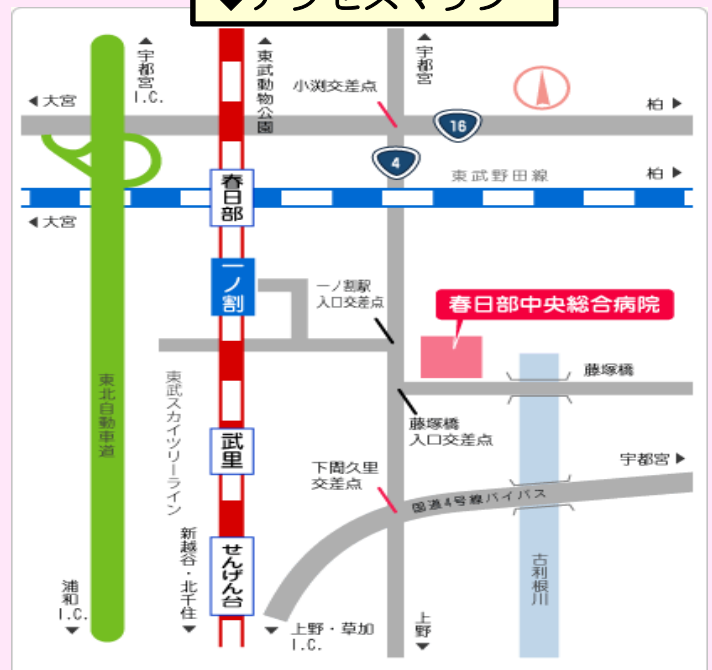 ◆アクセスマップ
▲宇都宮I.C.
▲東武動物公園
▲宇都宮
小渕交差点
◀大宮
柏▶
16
4
東武野田線
柏▶
◀大宮
春日部
一ノ割
一ノ割駅
入口交差点
春日部中央総合病院
藤塚橋
東北自動車道
東武スカイツリーライン
藤塚橋
入口交差点
武里
下間久里
交差点
宇都宮▶
国道4号線バイパス
せんげん台
新越谷・北千住▼
古利根川
浦和I.C.▼
▼上野・草加
I.C.
上野▼